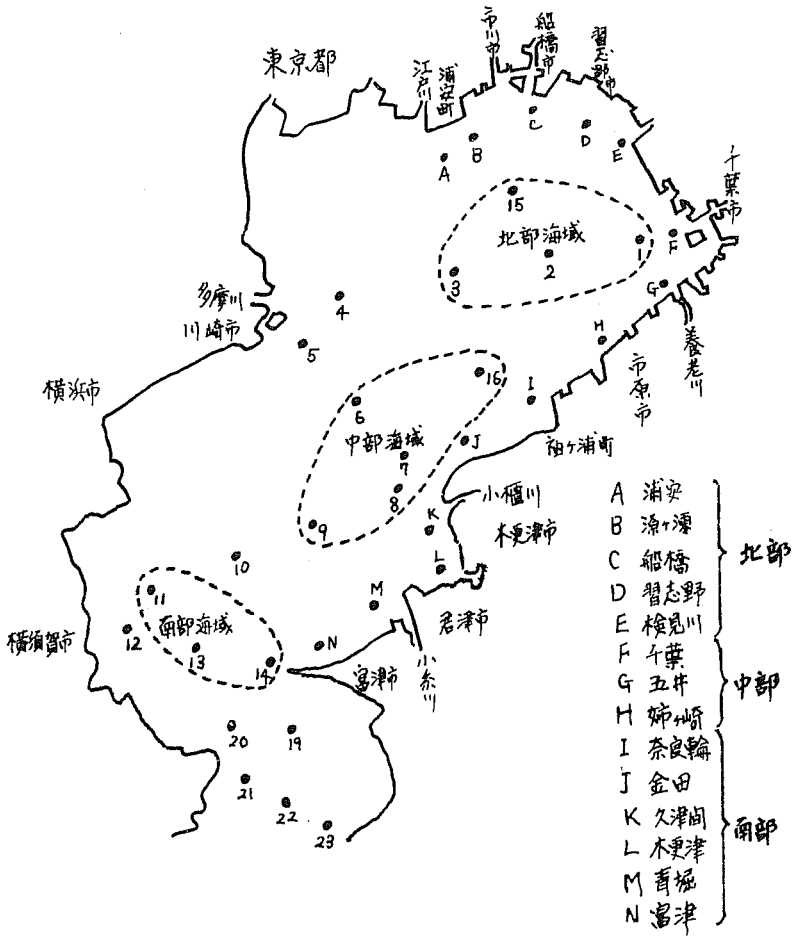 東京都
江戸川
浦安町
市川市
船橋市
習志野市
千葉市
A
B
C
D
E
15
北部海域
1
F
3
2
G
多摩川
川崎市
4
5
H
養老川
市原市
横浜市
6
16
I
中部海域
7
J
袖ヶ浦町
8
小櫃川
9
K
木更津市
10
L
11
M
君津市
横須賀市
12
南部海域
13
14
N
富津市
小糸川
20
19
21
22
23
A 浦安
B
C 船橋
D 習志野
E 検見川
北部
F 千葉
G 五井
H 姉ヶ崎
中部
I 奈良輪
J 金田
K 久津間
L 木更津
M 青堀
N 富津
南部